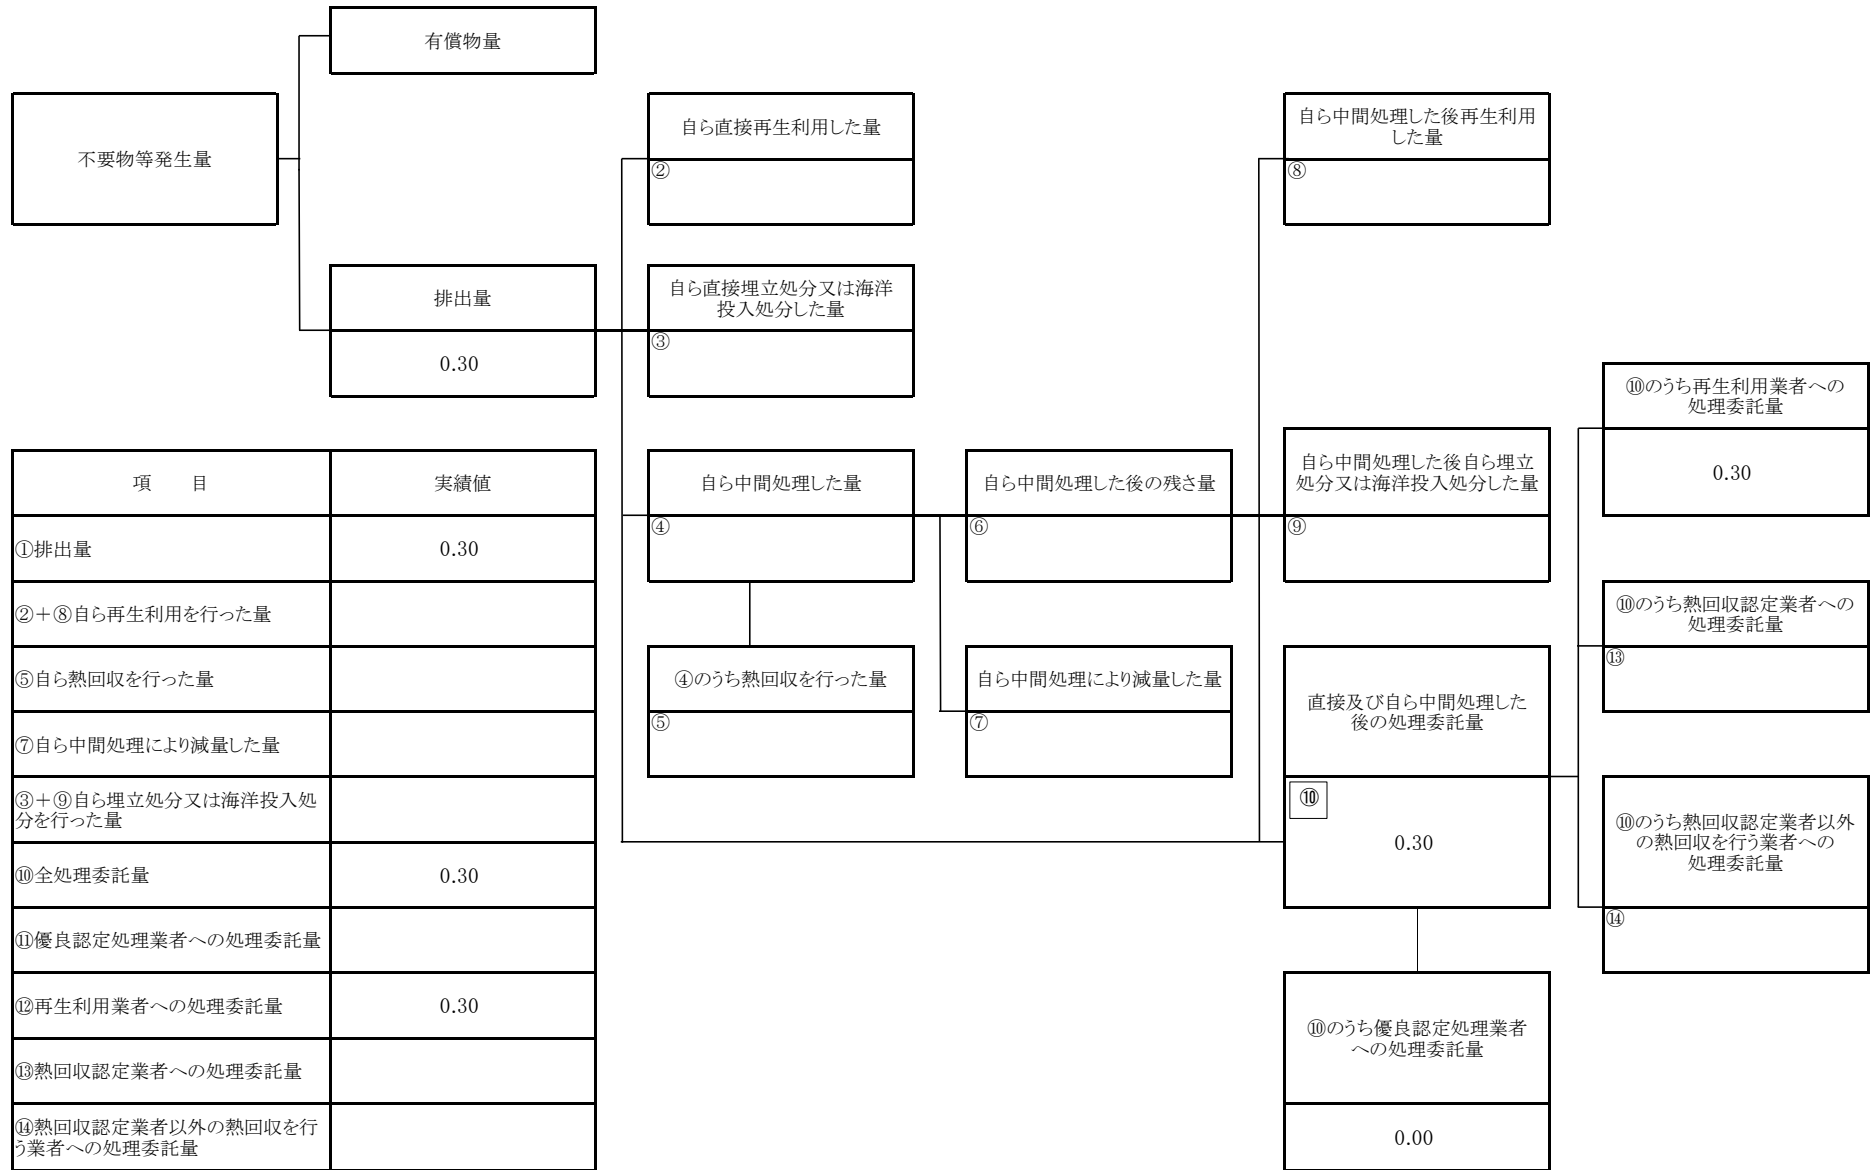 有償物量
不要物等発生量
自ら直接再生利用した量
②
自ら中間処理した後再生利用
した量
⑧
排出量
0.30
自ら直接埋立処分又は海洋
投入処分した量
③
⑩のうち再生利用業者への
処理委託量
0.30
項　目
実績値
①排出量
0.30
②＋⑧自ら再生利用を行った量
⑤自ら熱回収を行った量
⑦自ら中間処理により減量した量
③＋⑨自ら埋立処分又は海洋投入処
分を行った量
⑩全処理委託量
0.30
⑪優良認定処理業者への処理委託量
⑫再生利用業者への処理委託量
0.30
⑬熱回収認定業者への処理委託量
⑭熱回収認定業者以外の熱回収を行
う業者への処理委託量
自ら中間処理した量
④
自ら中間処理した後の残さ量
⑥
自ら中間処理した後自ら埋立
処分又は海洋投入処分した量
⑨
④のうち熱回収を行った量
⑤
自ら中間処理により減量した量
⑦
直接及び自ら中間処理した
後の処理委託量
⑩
0.30
⑩のうち熱回収認定業者への
処理委託量
⑬
⑩のうち熱回収認定業者以外
の熱回収を行う業者への
処理委託量
⑭
⑩のうち優良認定処理業者
への処理委託量
0.00